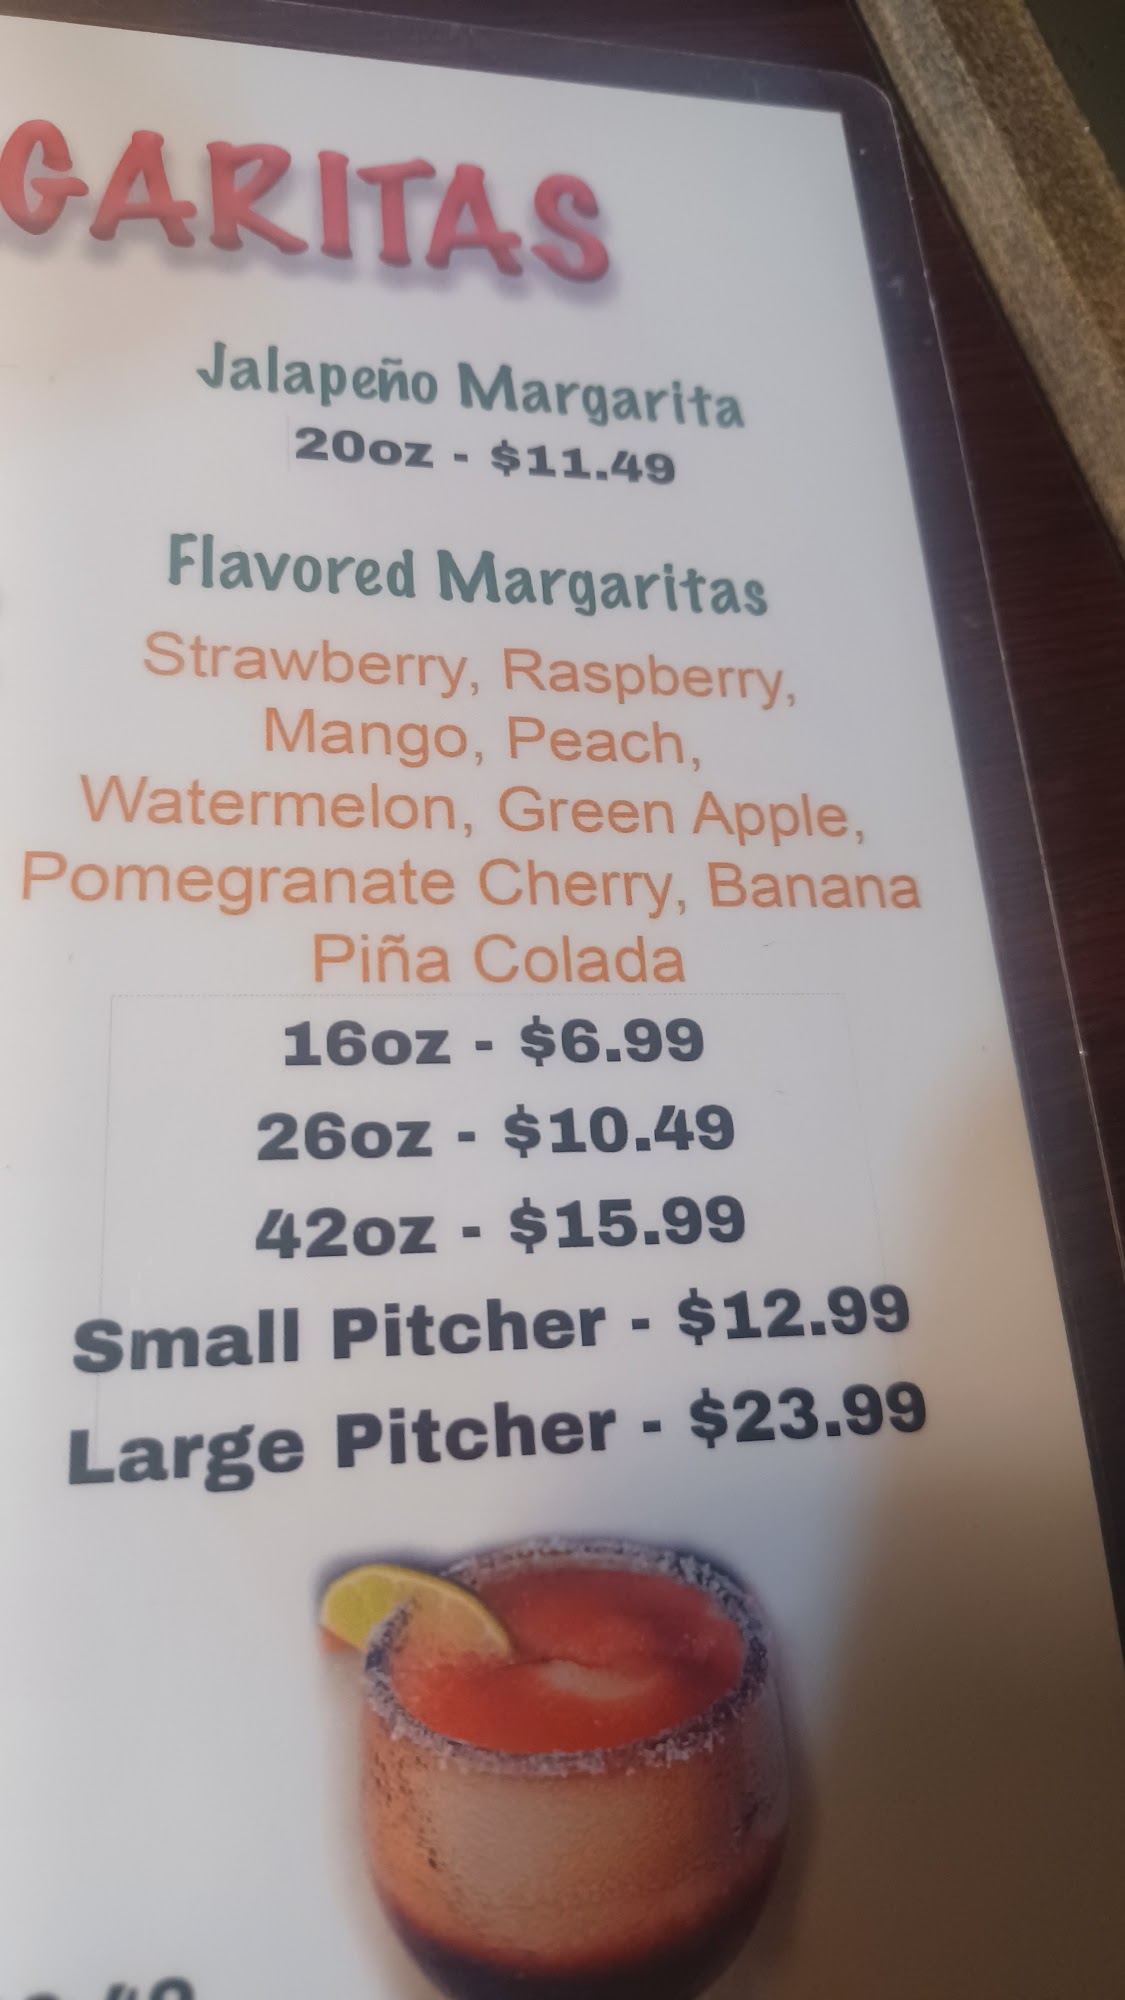 GARITAS
Jalapeño Margarita
20oz - $11.49
Flavored Margaritas
Strawberry, Raspberry,
Mango, Peach,
Watermelon, Green Apple,
Pomegranate Cherry, Banana
Piña Colada
16oz - $6.99
26oz - $10.49
42oz - $15.99
Small Pitcher - $12.99
Large Pitcher - $23.99